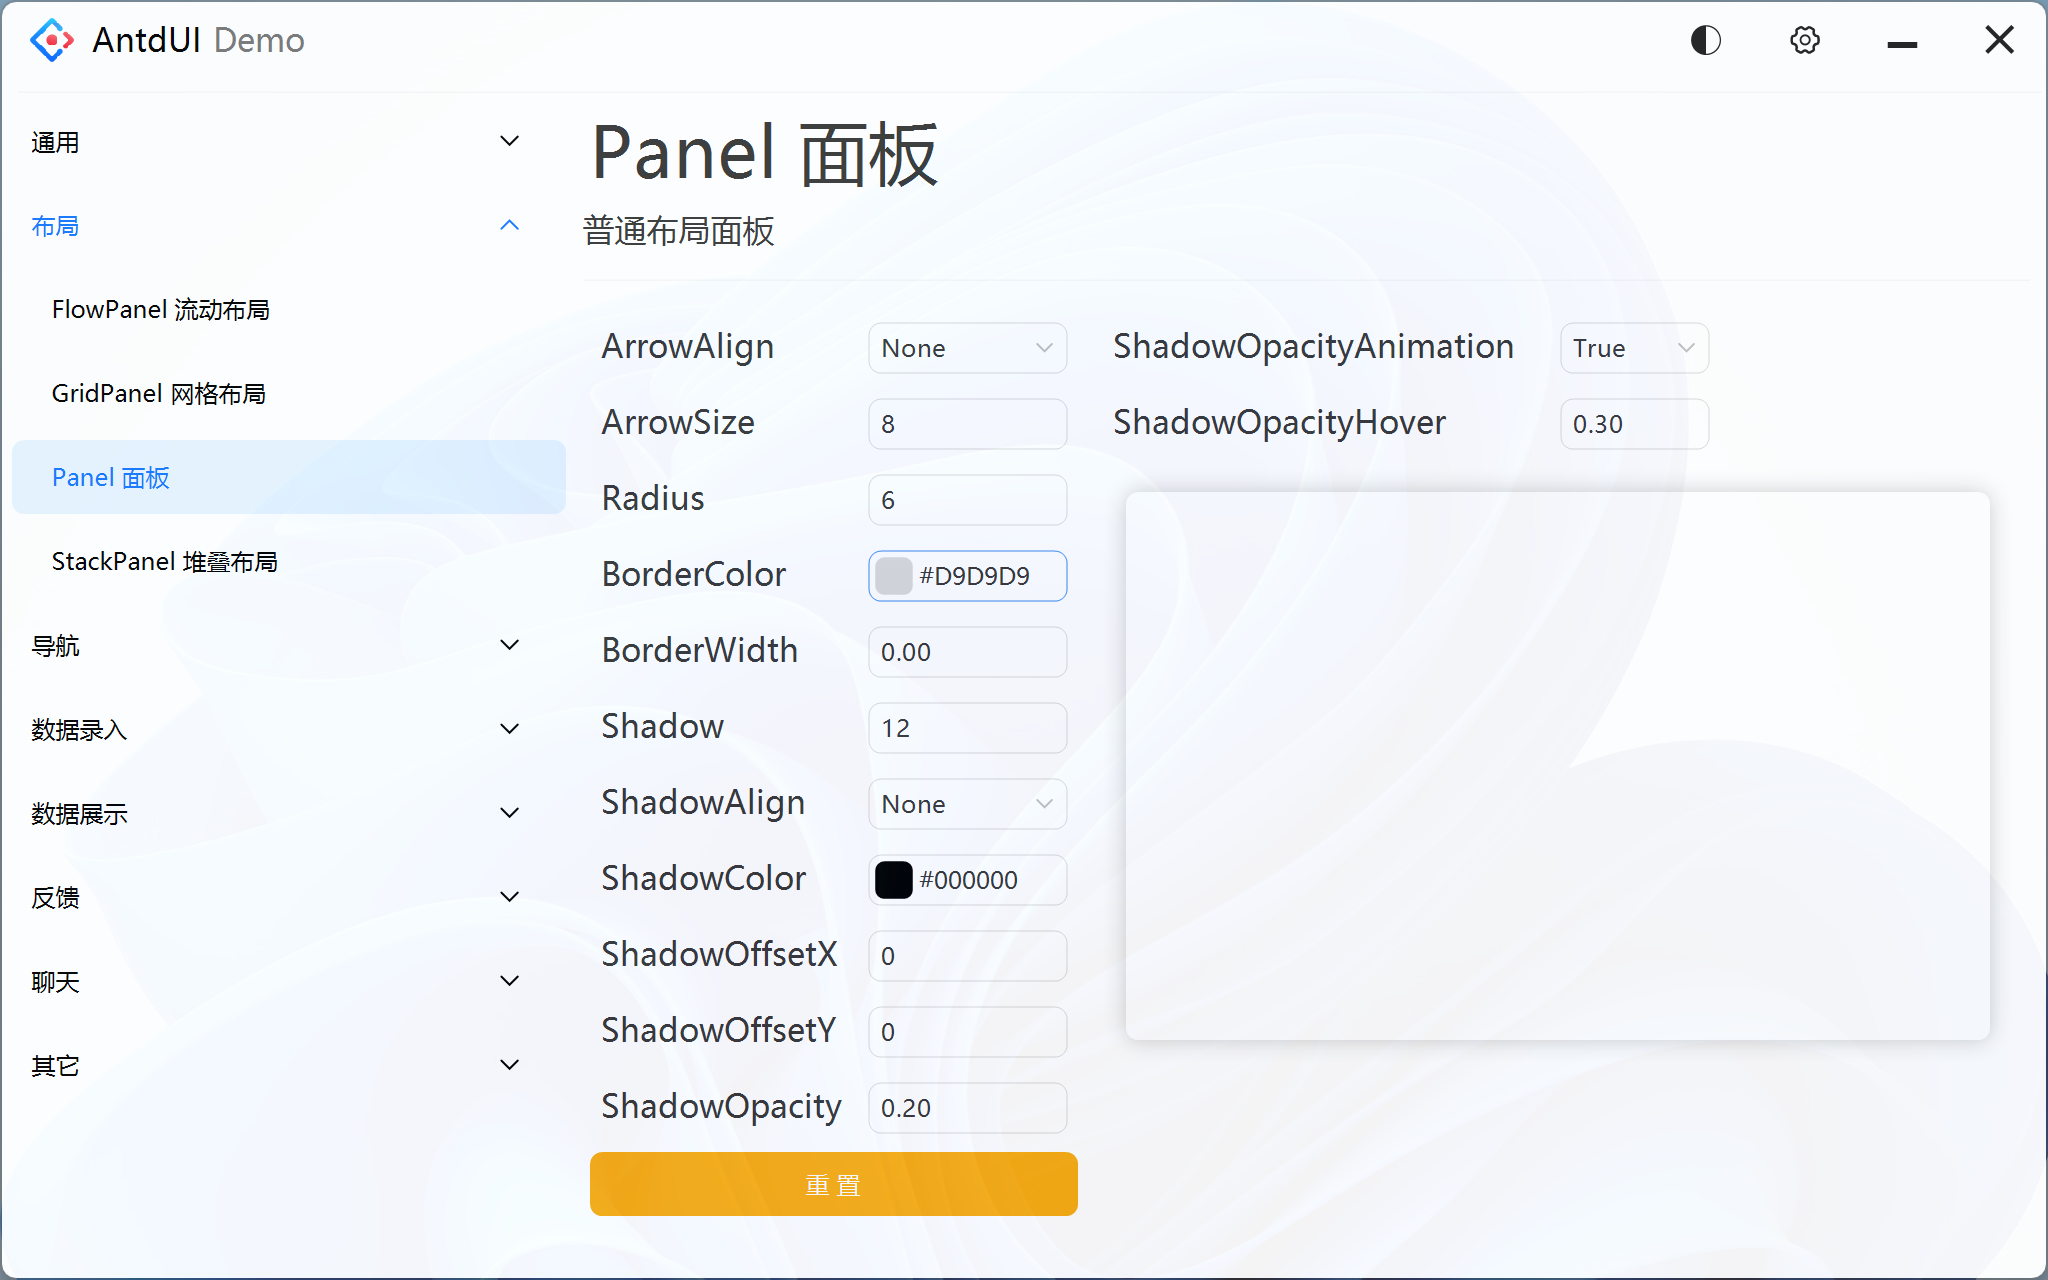 AntdUI Demo
通用
布局
FlowPanel 流动布局
GridPanel 网格布局
Panel 面板
StackPanel 堆叠布局
导航
数据录入
数据展示
反馈
聊天
其它
Panel 面板
普通布局面板
ArrowAlign None
ArrowSize 8
Radius 6
BorderColor #D9D9D9
BorderWidth 0.00
Shadow 12
ShadowAlign None
ShadowColor #000000
ShadowOffsetX 0
ShadowOffsetY 0
ShadowOpacity 0.20
重置
ShadowOpacityAnimation True
ShadowOpacityHover 0.30